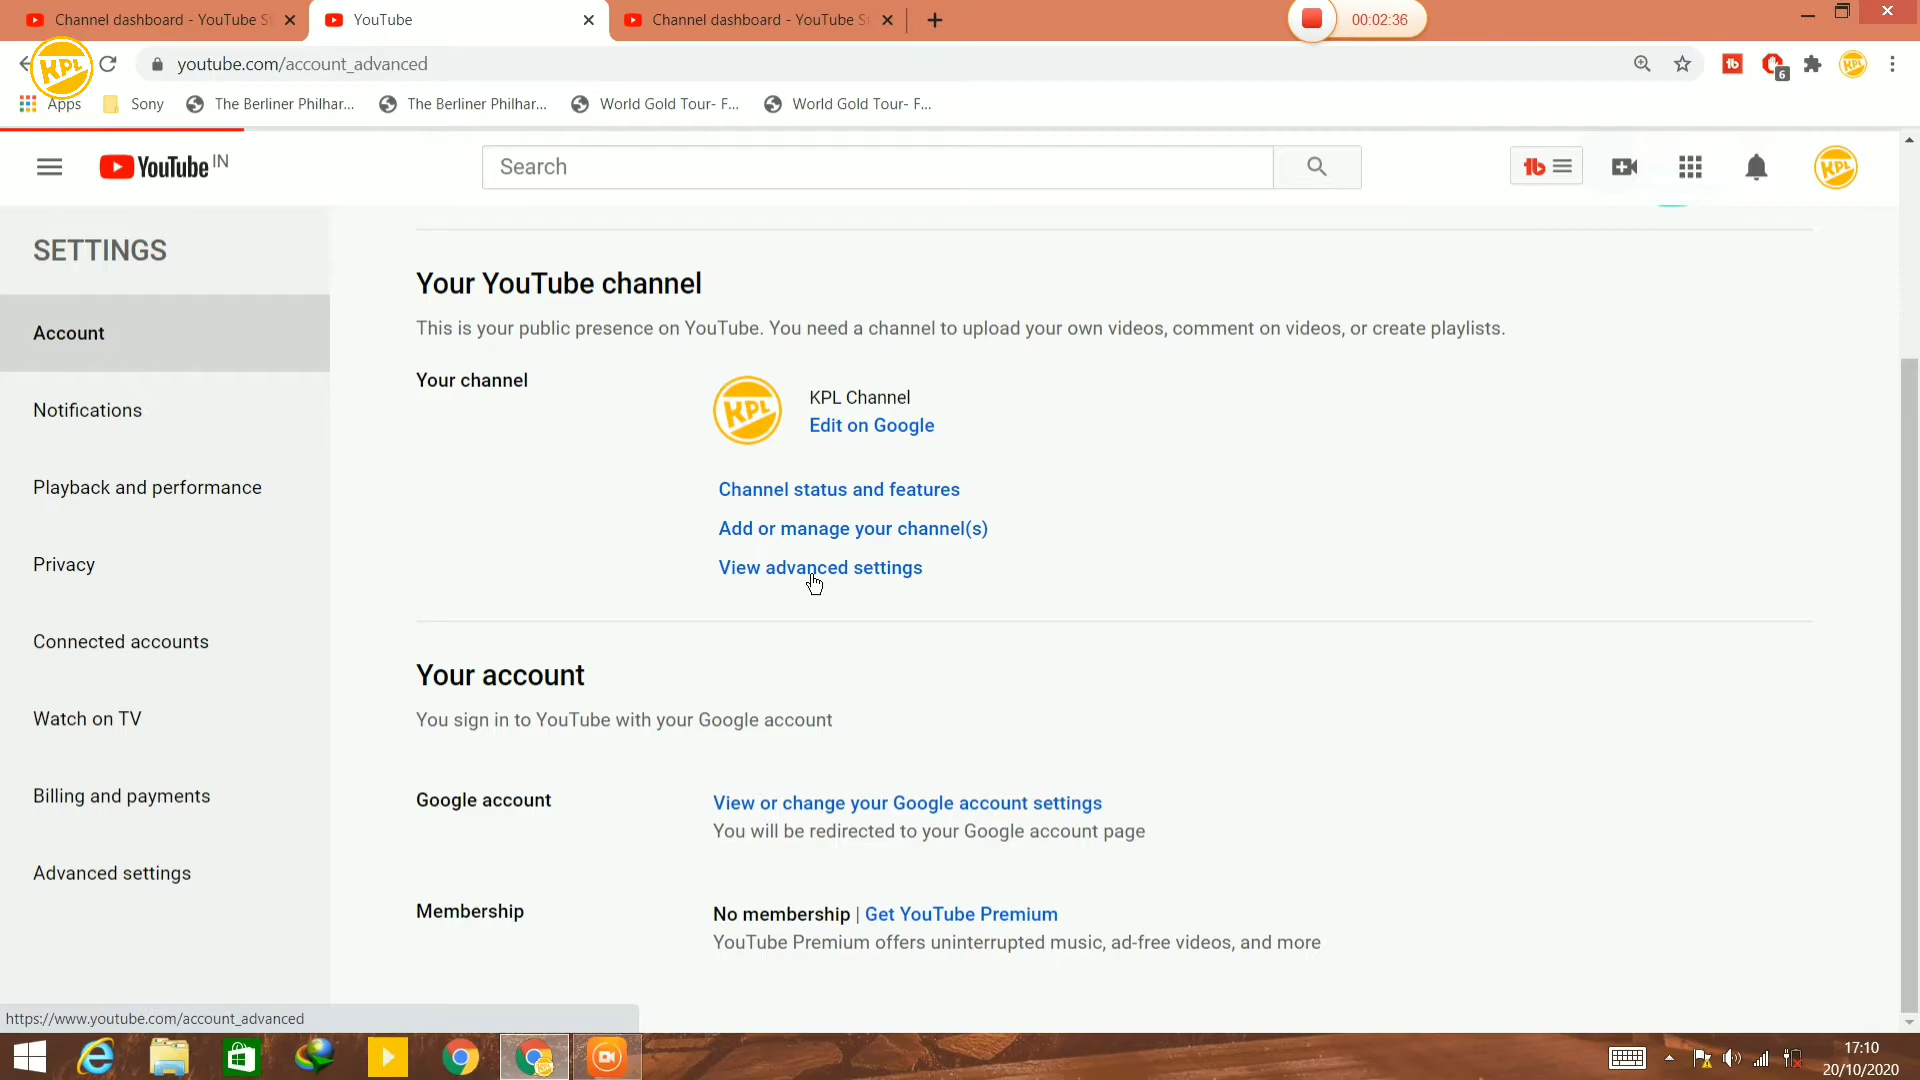 Channel dashboard - YouTube S
YouTube
Channel dashboard - YouTube S
00:02:36
KPL
youtube.com/account_advanced
6
KPL
Apps
Sony
The Berliner Philhar...
The Berliner Philhar...
World Gold Tour- F...
World Gold Tour- F...
YouTube IN
Search
KPL
SETTINGS
Account
Notifications
Playback and performance
Privacy
Connected accounts
Watch on TV
Billing and payments
Advanced settings
Your YouTube channel
This is your public presence on YouTube. You need a channel to upload your own videos, comment on videos, or create playlists.
Your channel
KPL
KPL Channel
Edit on Google
Channel status and features
Add or manage your channel(s)
View advanced settings
Your account
You sign in to YouTube with your Google account
Google account
View or change your Google account settings
You will be redirected to your Google account page
Membership
No membership | Get YouTube Premium
YouTube Premium offers uninterrupted music, ad-free videos, and more
https://www.youtube.com/account_advanced
17:10
20/10/2020